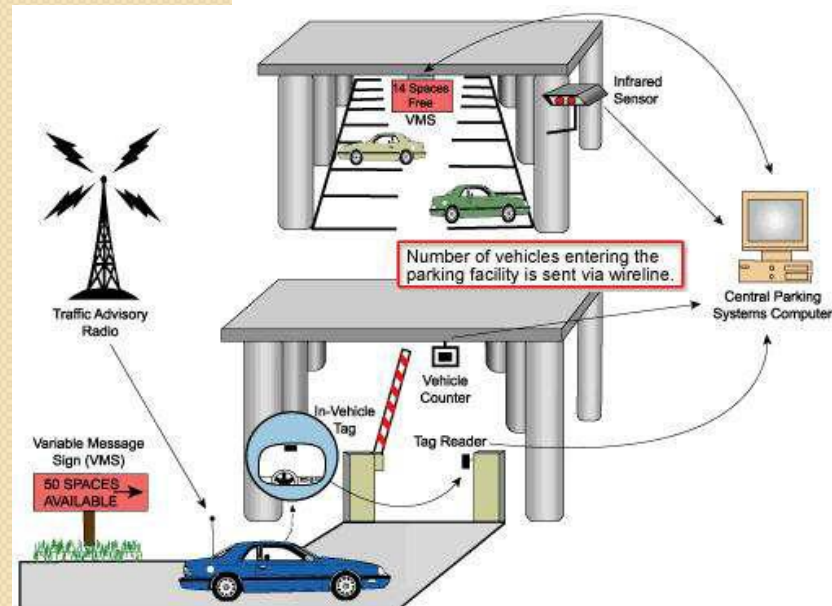 14 Spaces
Free
VMS
Infrared
Sensor
Number of vehicles entering the
parking facility is sent via wireline.
Central Parking
Systems Computer
Traffic Advisory
Radio
Vehicle
Counter
In-Vehicle
Tag
Tag Reader
Variable Message
Sign (VMS)
50 SPACES
AVAILABLE